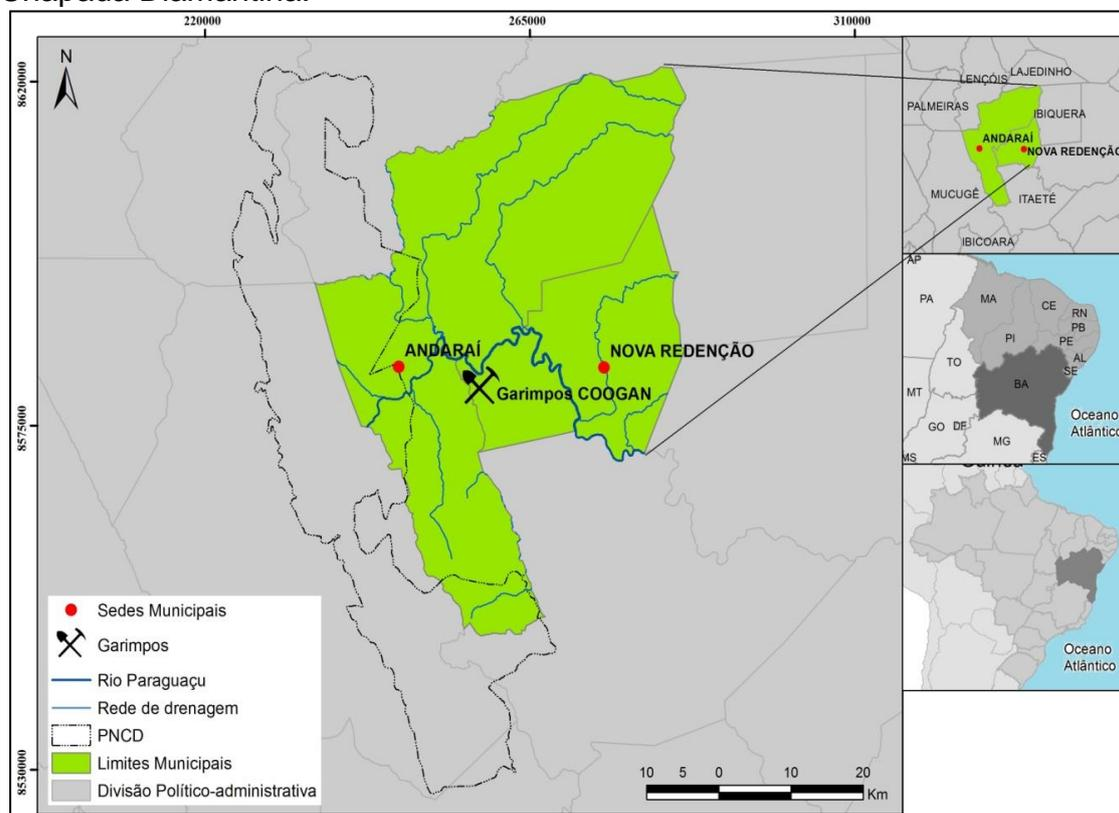 Chapada Diamantina.
220000
265000
310000
8620000
8575000
8530000
N
ANDARAÍ
NOVA REDENÇÃO
Garimpos COOGAN
Sedes Municipais
Garimpos
Rio Paraguaçu
Rede de drenagem
PNCD
Limites Municipais
Divisão Político-administrativa
10 5 0 10 20
Km
LENÇÓIS
LAJEDINHO
PALMEIRAS
IBIQUERA
ANDARAÍ
NOVA REDENÇÃO
MUCUGÊ
ITAETÉ
IBICOARA
AP
PA
MA
CE
RN
PB
PI
PE
AL
SE
TO
BA
MT
GO
DF
MG
MS
ES
Oceano
Atlântico
Oceano
Atlântico